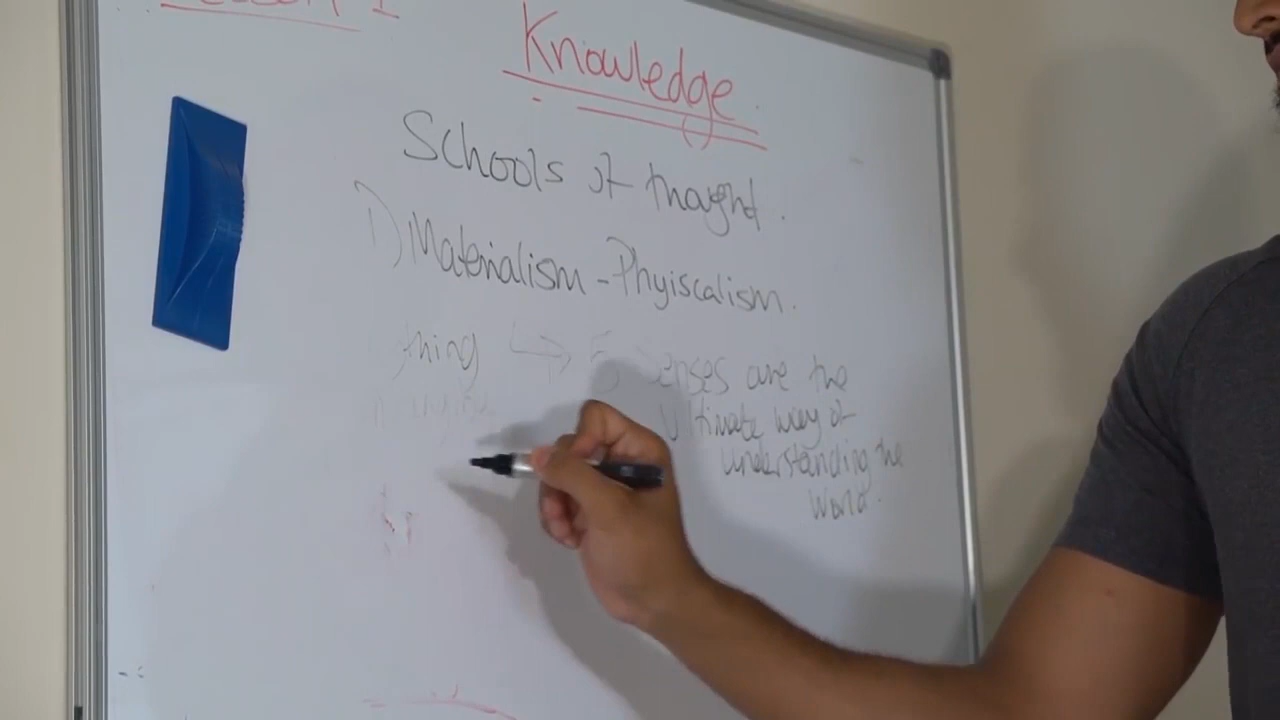 Knowledge
Schools of thought.
1) Materialism - Phyiscalism.
thing ↳ 5 senses are the
Ultimate way of
understanding the
World.